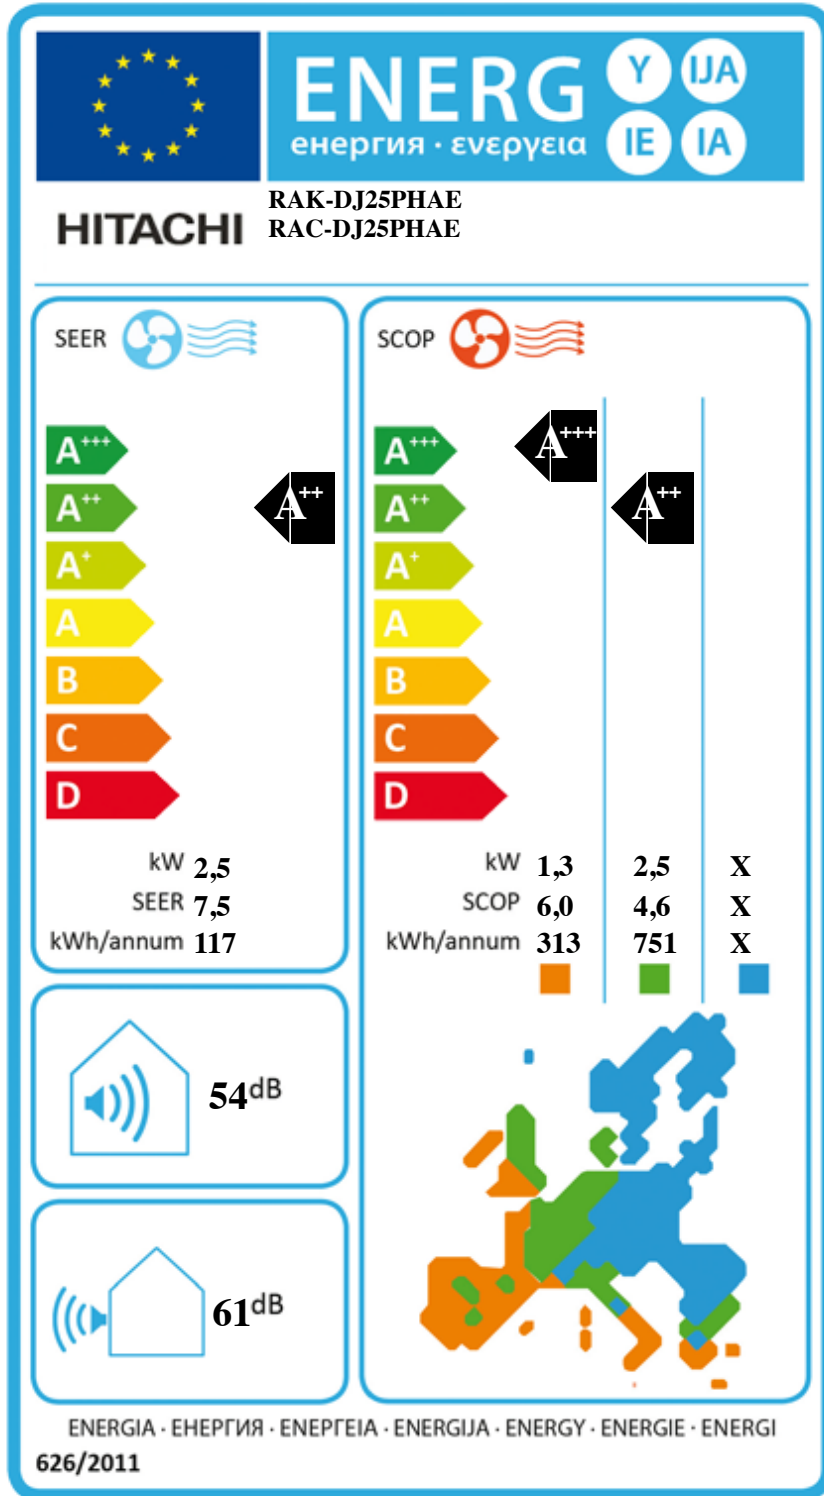 ENERG Y IJA
енергия · ενεργεια IE IA
HITACHI
RAK-DJ25PHAE
RAC-DJ25PHAE
SEER
A+++
A++
A+
A
B
C
D
A++
kW 2,5
SEER 7,5
kWh/annum 117
SCOP
A+++
A++
A+
A
B
C
D
A+++
A++
kW 1,3 2,5 X
SCOP 6,0 4,6 X
kWh/annum 313 751 X
54dB
61dB
ENERGIA · ЕНЕРГИЯ · ΕΝΕΡΓΕΙΑ · ENERGIJA · ENERGY · ENERGIE · ENERGI
626/2011